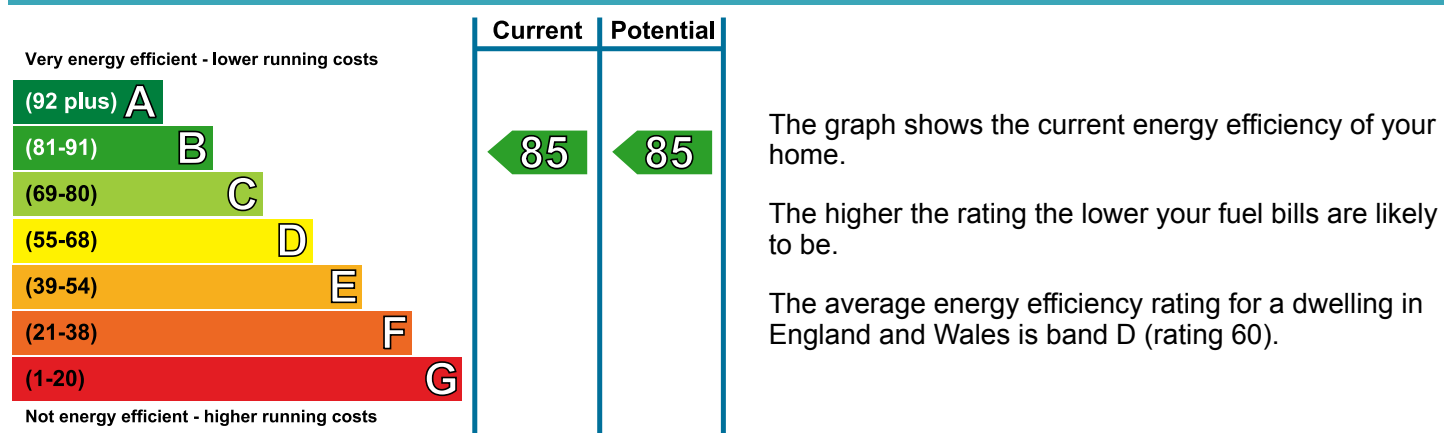 Current Potential
Very energy efficient - lower running costs
(92 plus) A
(81-91) B 85 85
(69-80) C
(55-68) D
(39-54) E
(21-38) F
(1-20) G
Not energy efficient - higher running costs
The graph shows the current energy efficiency of your
home.
The higher the rating the lower your fuel bills are likely
to be.
The average energy efficiency rating for a dwelling in
England and Wales is band D (rating 60).